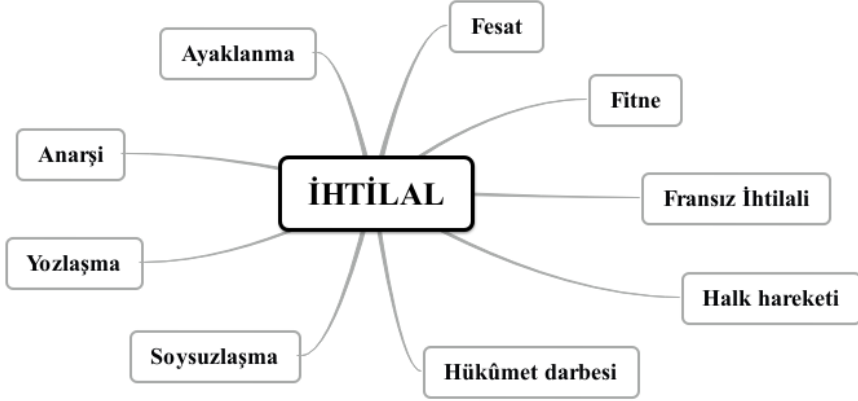 Fesat
Ayaklanma
Fitne
Anarşi
İHTİLAL
Fransız İhtilali
Yozlaşma
Halk hareketi
Soysuzlaşma
Hükûmet darbesi